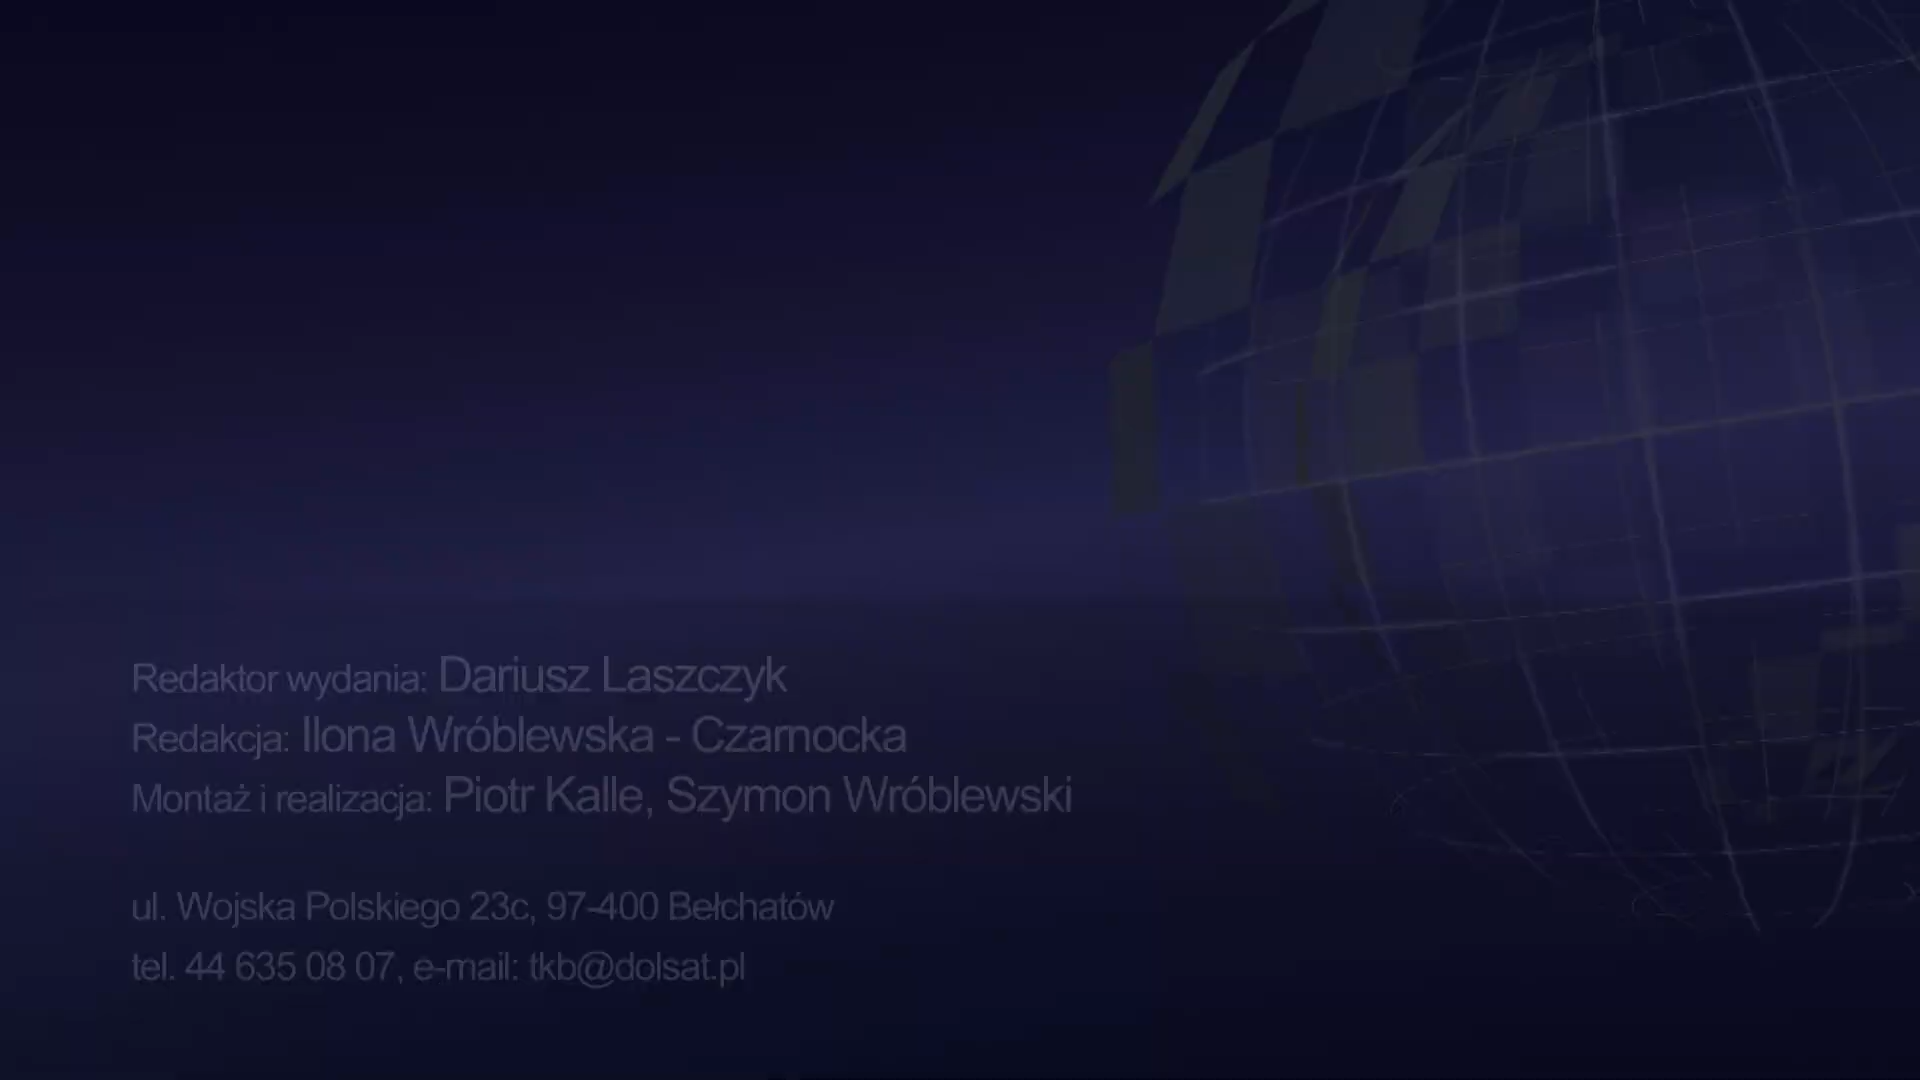 Redaktor wydania: Dariusz Laszczyk
Redakcja: Ilona Wróblewska - Czarnocka
Montaż i realizacja: Piotr Kalle, Szymon Wróblewski
ul. Wojska Polskiego 23c, 97-400 Bełchatów
tel. 44 635 08 07, e-mail: tkb@dolsat.pl